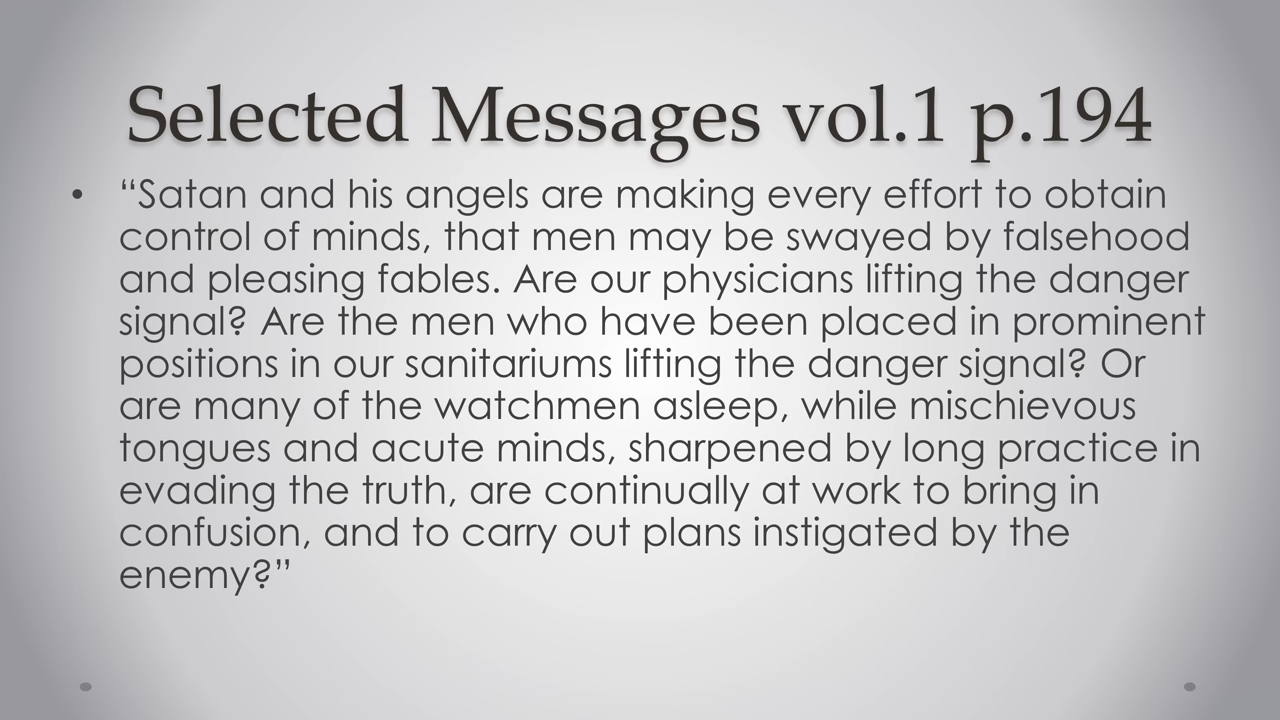 Selected Messages vol.1 p.194
• “Satan and his angels are making every effort to obtain
control of minds, that men may be swayed by falsehood
and pleasing fables. Are our physicians lifting the danger
signal? Are the men who have been placed in prominent
positions in our sanitariums lifting the danger signal? Or
are many of the watchmen asleep, while mischievous
tongues and acute minds, sharpened by long practice in
evading the truth, are continually at work to bring in
confusion, and to carry out plans instigated by the
enemy?”